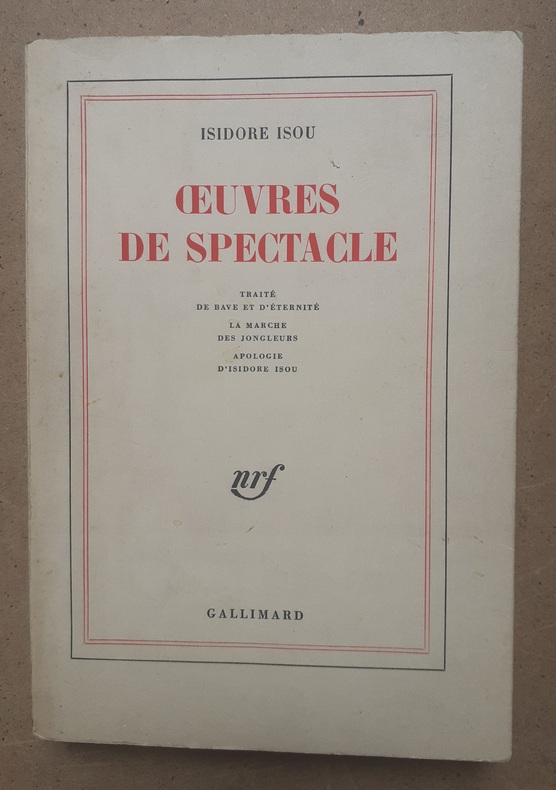 ISIDORE ISOU
ŒUVRES
DE SPECTACLE
TRAITÉ
DE BAVE ET D'ÉTERNITÉ
LA MARCHE
DES JONGLEURS
APOLOGIE
D'ISIDORE ISOU
nrf
GALLIMARD